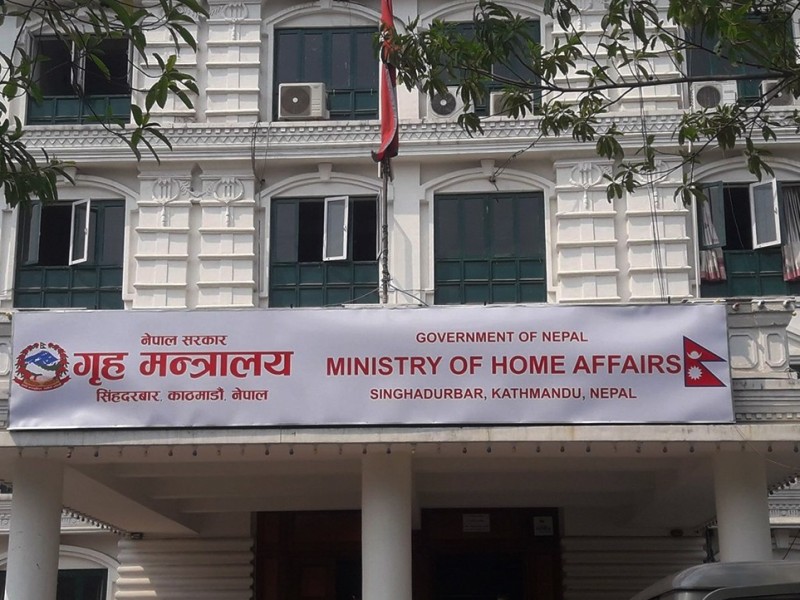 नेपाल सरकार
गृह मन्त्रालय
सिंहदरबार, काठमाडौं, नेपाल
GOVERNMENT OF NEPAL
MINISTRY OF HOME AFFAIRS
SINGHADURBAR, KATHMANDU, NEPAL